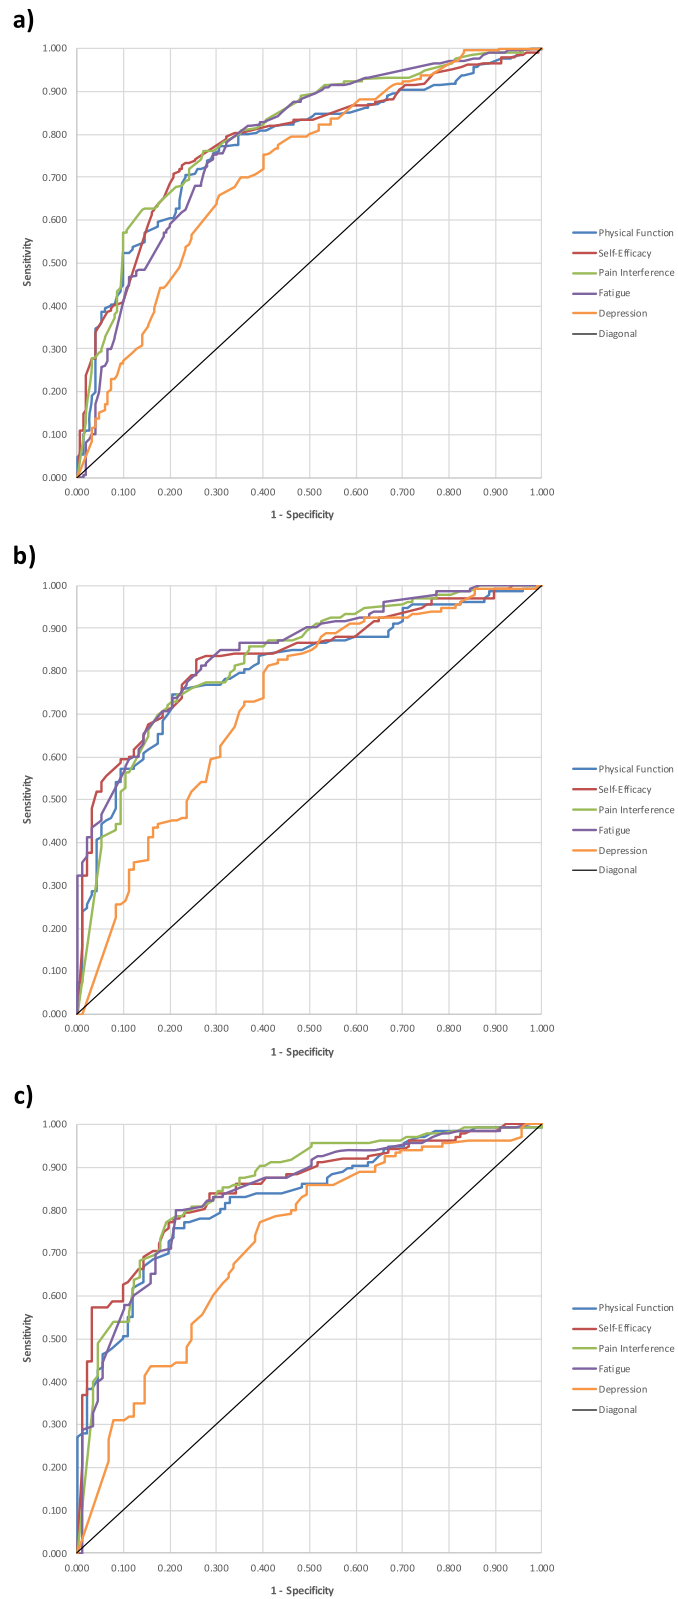 a)
1.000
0.900
0.800
0.700
0.600
0.500
0.400
0.300
0.200
0.100
0.000
Sensitivity
0.000 0.100 0.200 0.300 0.400 0.500 0.600 0.700 0.800 0.900 1.000
1 - Specificity
Physical Function
Self-Efficacy
Pain Interference
Fatigue
Depression
Diagonal
b)
1.000
0.900
0.800
0.700
0.600
0.500
0.400
0.300
0.200
0.100
0.000
Sensitivity
0.000 0.100 0.200 0.300 0.400 0.500 0.600 0.700 0.800 0.900 1.000
1 - Specificity
Physical Function
Self-Efficacy
Pain Interference
Fatigue
Depression
Diagonal
c)
1.000
0.900
0.800
0.700
0.600
0.500
0.400
0.300
0.200
0.100
0.000
Sensitivity
0.000 0.100 0.200 0.300 0.400 0.500 0.600 0.700 0.800 0.900 1.000
1 - Specificity
Physical Function
Self-Efficacy
Pain Interference
Fatigue
Depression
Diagonal